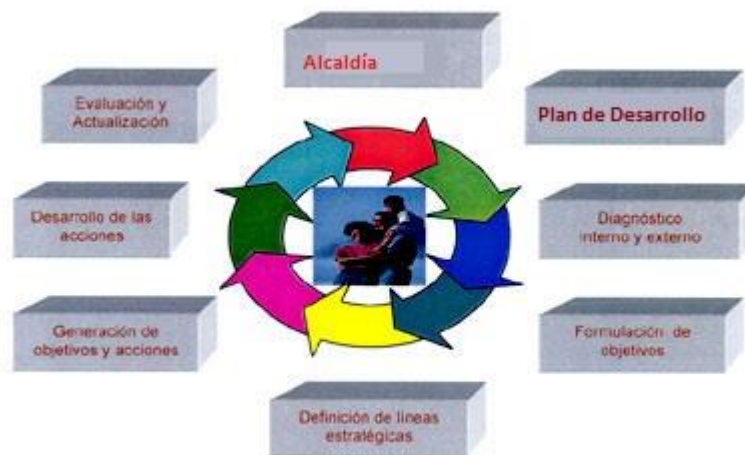 Alcaldía
Plan de Desarrollo
Diagnóstico
interno y externo
Formulación de
objetivos
Definición de líneas
estratégicas
Generación de
objetivos y acciones
Desarrollo de las
acciones
Evaluación y
Actualización